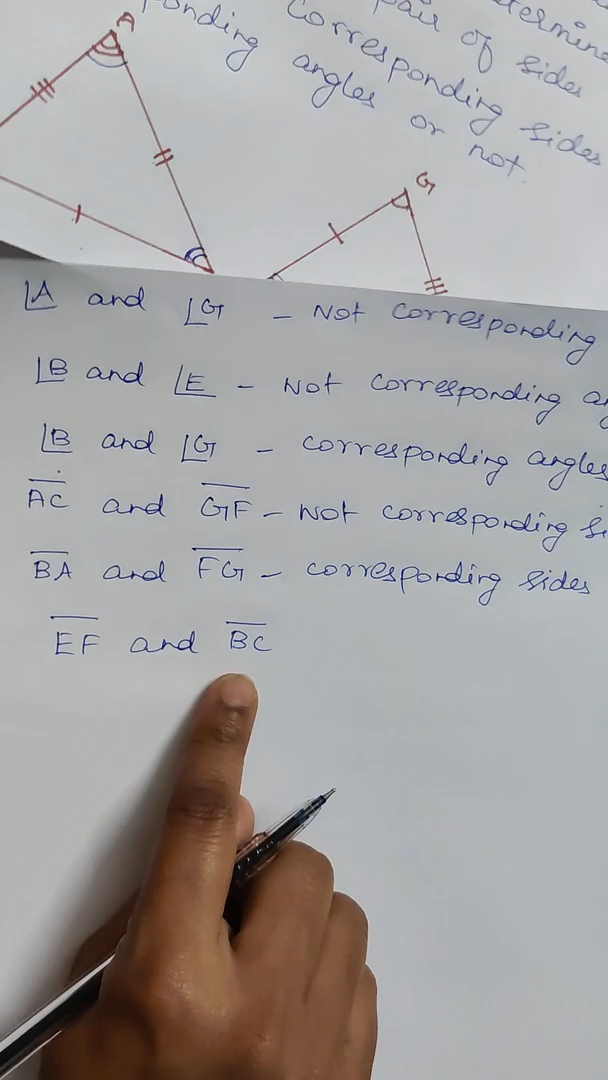 pair of sides
corresponding sides
angles or not.
A
G
∠A and ∠G - Not corresponding
∠B and ∠E - Not corresponding
∠B and ∠G - corresponding angles
AC and GF - Not corresponding
BA and FG - corresponding sides
EF and BC